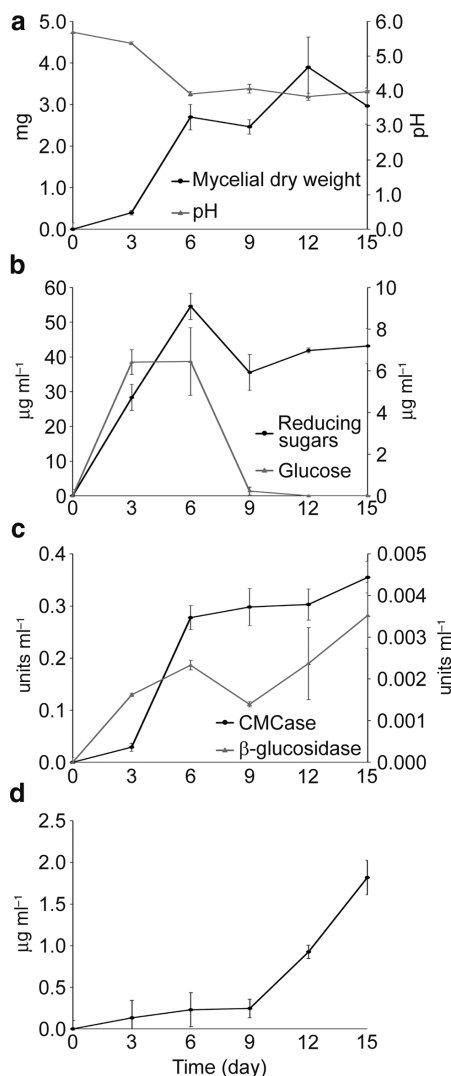 a
5.0 6.0
4.0 5.0
3.0 4.0
mg pH
3.0
2.0 2.0
Mycelial dry weight
1.0 1.0
pH
0.0 0.0
0 3 6 9 12 15
b
60 10
50 8
40 6
µg ml⁻¹ µg ml⁻¹
30
4
20 Reducing
sugars
10 2
Glucose
0 0
0 3 6 9 12 15
c
0.4 0.005
0.004
0.3
0.003
units ml⁻¹ units ml⁻¹
0.2
0.002
0.1 CMCase
0.001
β-glucosidase
0.0 0.000
0 3 6 9 12 15
d
2.5
2.0
µg ml⁻¹
1.5
1.0
0.5
0.0
0 3 6 9 12 15
Time (day)